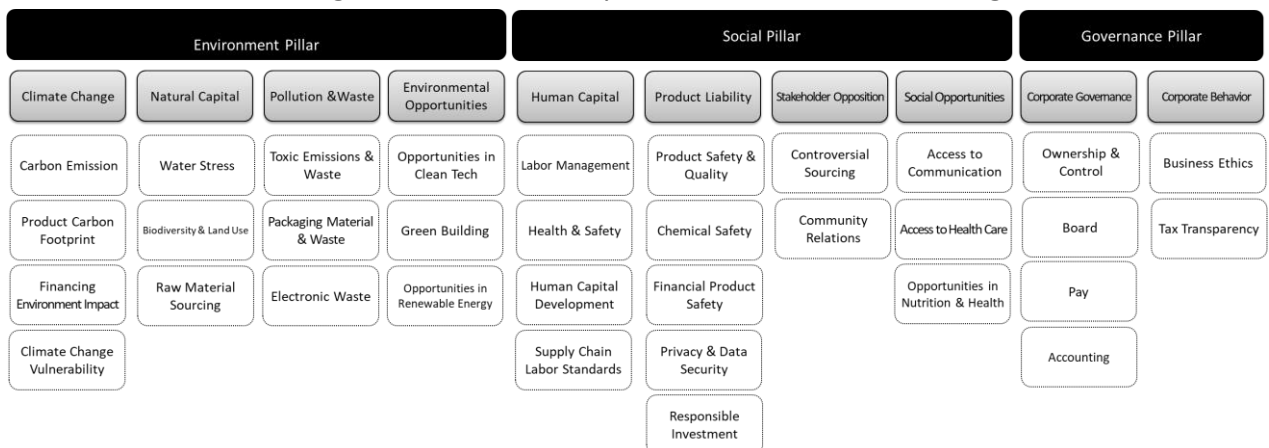 Environment Pillar
Social Pillar
Governance Pillar
Climate Change
Natural Capital
Pollution &Waste
Environmental
Opportunities
Human Capital
Product Liability
Stakeholder Opposition
Social Opportunities
Corporate Governance
Corporate Behavior
Carbon Emission
Water Stress
Toxic Emissions &
Waste
Opportunities in
Clean Tech
Labor Management
Product Safety &
Quality
Controversial
Sourcing
Access to
Communication
Ownership &
Control
Business Ethics
Product Carbon
Footprint
Biodiversity & Land Use
Packaging Material
& Waste
Green Building
Health & Safety
Chemical Safety
Community
Relations
Access to Health Care
Board
Tax Transparency
Financing
Environment Impact
Raw Material
Sourcing
Electronic Waste
Opportunities in
Renewable Energy
Human Capital
Development
Financial Product
Safety
Opportunities in
Nutrition & Health
Pay
Climate Change
Vulnerability
Supply Chain
Labor Standards
Privacy & Data
Security
Accounting
Responsible
Investment